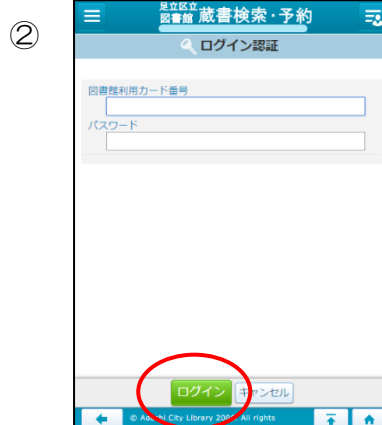 ②
足立区立図書館 蔵書検索・予約
ログイン認証
図書館利用カード番号
パスワード
ログイン キャンセル
© Adachi City Library 200 All rights